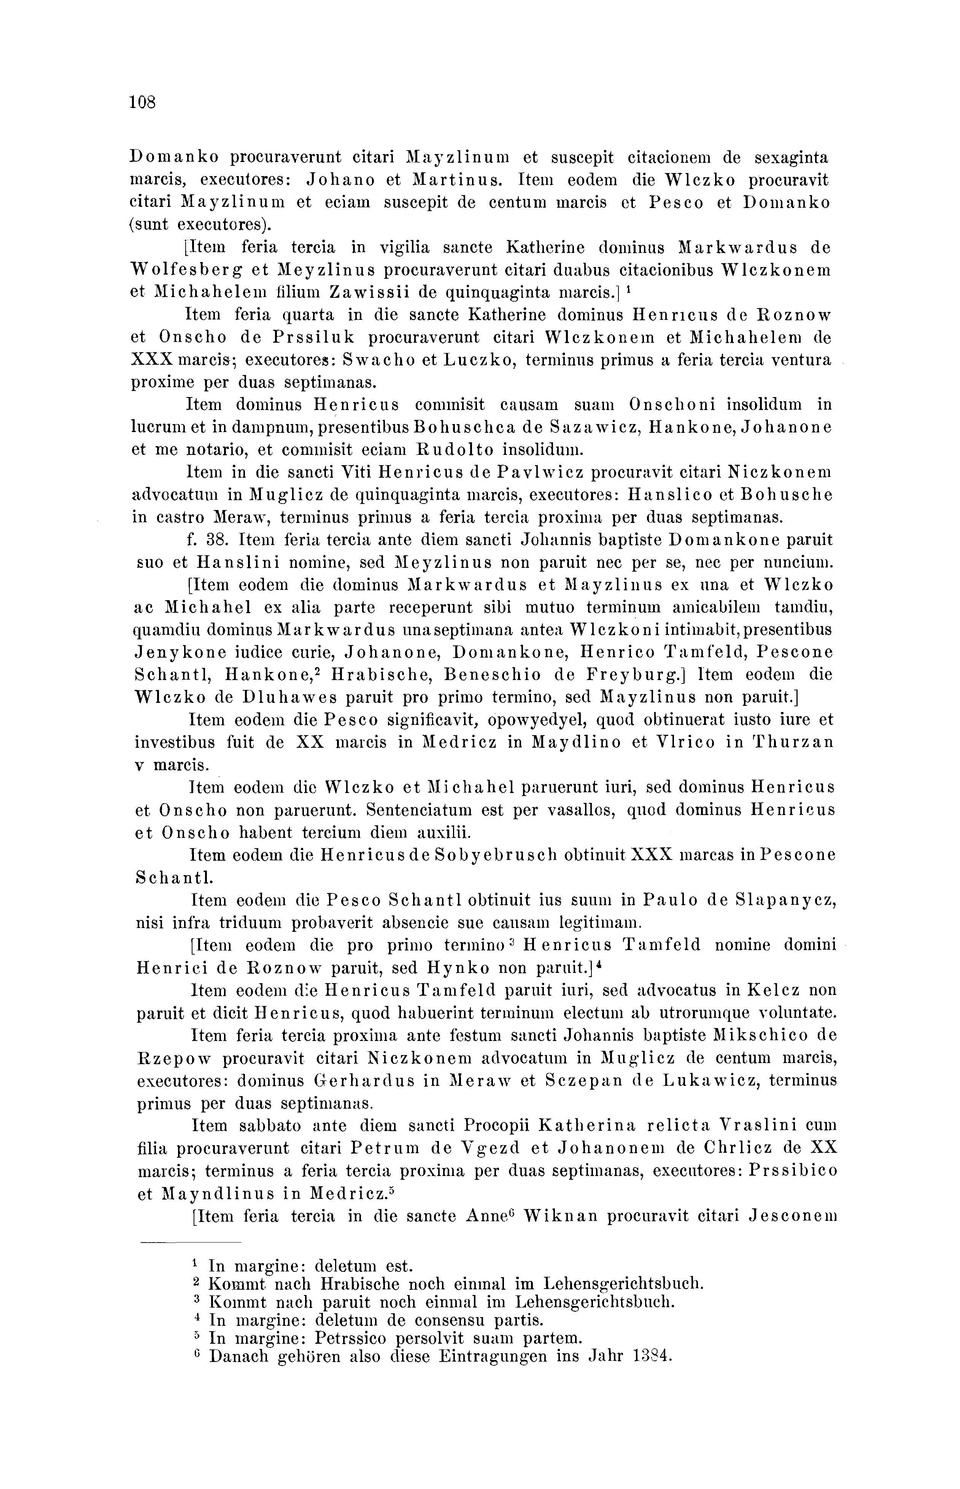 108
Domanko procuraverunt citari Mayzlinum et suscepit citacionem de sexaginta
marcis, executores: Johano et Martinus. Item eodem die Wlczko procuravit
citari Mayzlinum et eciam suscepit de centum marcis et Pesco et Domanko
(sunt executores).
[Item feria tercia in vigilia sancte Katherine dominus Markwardus de
Wolfesberg et Meyzlinus procuraverunt citari duabus citacionibus Wlczkonem
et Michahelem filium Zawissii de quinquaginta marcis.] ¹
Item feria quarta in die sancte Katherine dominus Henricus de Roznow
et Onscho de Prssiluk procuraverunt citari Wlczkonem et Michahelem de
XXX marcis; executores: Swacho et Luczko, terminus primus a feria tercia ventura
proxime per duas septimanas.
Item dominus Henricus commisit causam suam Onschoni insolidum in
lucrum et in dampnum, presentibus Bohuschca de Sazawicz, Hankone, Johanone
et me notario, et commisit eciam Rudolto insolidum.
Item in die sancti Viti Henricus de Pavlwicz procuravit citari Niczkonem
advocatum in Muglicz de quinquaginta marcis, executores: Hanslico et Bohusche
in castro Meraw, terminus primus a feria tercia proxima per duas septimanas.
f. 38. Item feria tercia ante diem sancti Johannis baptiste Domankone paruit
suo et Hanslini nomine, sed Meyzlinus non paruit nec per se, nec per nuncium.
[Item eodem die dominus Markwardus et Mayzlinus ex una et Wlczko
ac Michahel ex alia parte receperunt sibi mutuo terminum amicabilem tamdiu,
quamdiu dominus Markwardus una septimana antea Wlczkoni intimabit, presentibus
Jenykone iudice curie, Johanone, Domankone, Henrico Tamfeld, Pescone
Schantl, Hankone,² Hrabische, Beneschio de Freyburg.] Item eodem die
Wlczko de Dluhawes paruit pro primo termino, sed Mayzlinus non paruit.]
Item eodem die Pesco significavit, opowyedyel, quod obtinuerat iusto iure et
investibus fuit de XX marcis in Medricz in Maydlino et Vlrico in Thurzan
v marcis.
Item eodem die Wlczko et Michahel paruerunt iuri, sed dominus Henricus
et Onscho non paruerunt. Sentenciatum est per vasallos, quod dominus Henricus
et Onscho habent tercium diem auxilii.
Item eodem die Henricus de Sobyebrusch obtinuit XXX marcas in Pescone
Schantl.
Item eodem die Pesco Schantl obtinuit ius suum in Paulo de Slapanycz,
nisi infra triduum probaverit absencie sue causam legitimam.
[Item eodem die pro primo termino ³ Henricus Tamfeld nomine domini
Henrici de Roznow paruit, sed Hynko non paruit.]⁴
Item eodem die Henricus Tamfeld paruit iuri, sed advocatus in Kelcz non
paruit et dicit Henricus, quod habuerint terminum electum ab utrorumque voluntate.
Item feria tercia proxima ante festum sancti Johannis baptiste Mikschico de
Rzepow procuravit citari Niczkonem advocatum in Muglicz de centum marcis,
executores: dominus Gerhardus in Meraw et Sczepan de Lukawicz, terminus
primus per duas septimanas.
Item sabbato ante diem sancti Procopii Katherina relicta Vraslini cum
filia procuraverunt citari Petrum de Vgezd et Johanonem de Chrlicz de XX
marcis; terminus a feria tercia proxima per duas septimanas, executores: Prssibico
et Mayndlinus in Medricz.⁵
[Item feria tercia in die sancte Anne⁶ Wiknan procuravit citari Jesconem
¹ In margine: deletum est.
² Kommt nach Hrabische noch einmal im Lehensgerichtsbuch.
³ Kommt nach paruit noch einmal im Lehensgerichtsbuch.
⁴ In margine: deletum de consensu partis.
⁵ In margine: Petrssico persolvit suam partem.
⁶ Danach gehören also diese Eintragungen ins Jahr 1384.